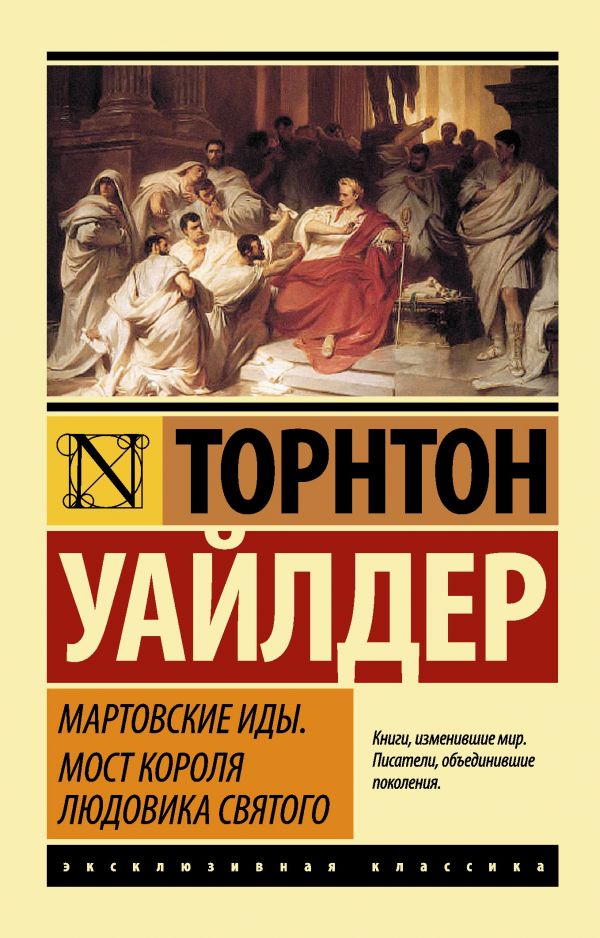 N
ТОРНТОН
УАЙЛДЕР
МАРТОВСКИЕ ИДЫ.
МОСТ КОРОЛЯ
ЛЮДОВИКА СВЯТОГО
Книги, изменившие мир.
Писатели, объединившие
поколения.
эксклюзивная классика